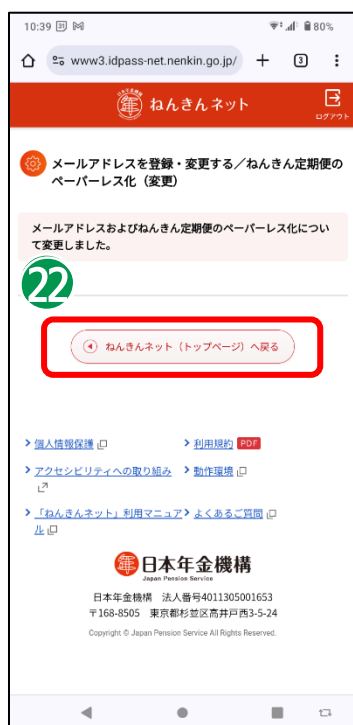 10:39 31 80%
www3.idpass-net.nenkin.go.jp/ 3
ねんきんネット
ログアウト
メールアドレスを登録・変更する／ねんきん定期便の
ペーパーレス化（変更）
メールアドレスおよびねんきん定期便のペーパーレス化につい
て変更しました。
22
ねんきんネット（トップページ）へ戻る
個人情報保護 利用規約 PDF
アクセシビリティへの取り組み 動作環境
「ねんきんネット」利用マニュア よくあるご質問
ル
日本年金機構
Japan Pension Service
日本年金機構 法人番号4011305001653
〒168-8505 東京都杉並区高井戸西3-5-24
Copyright © Japan Pension Service All Rights Reserved.